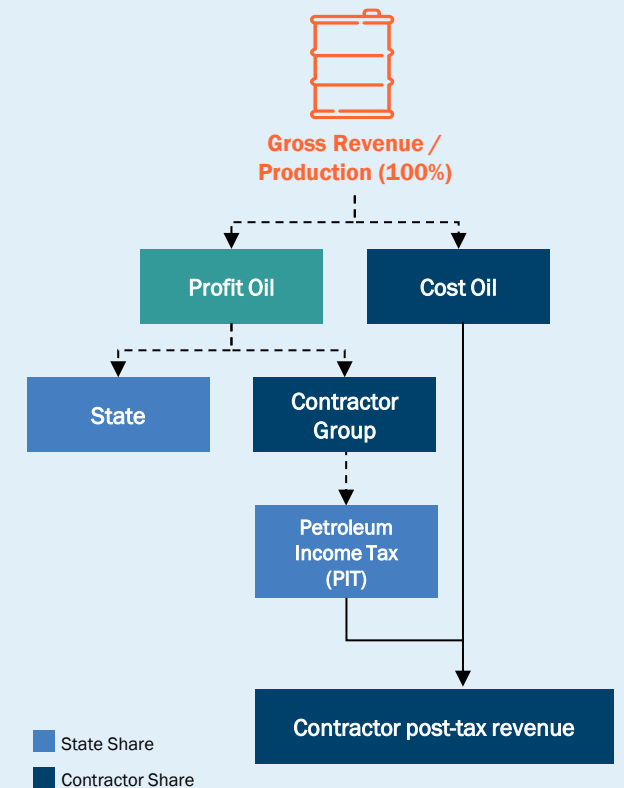 Gross Revenue /
Production (100%)
Profit Oil
Cost Oil
State
Contractor
Group
Petroleum
Income Tax
(PIT)
Contractor post-tax revenue
State Share
Contractor Share